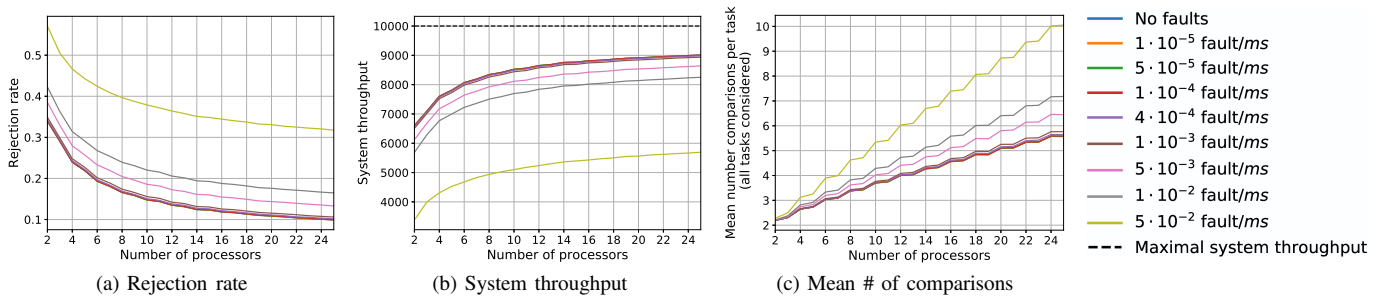 0.5
0.4
0.3
0.2
0.1
Rejection rate
2 4 6 8 10 12 14 16 18 20 22 24
Number of processors
(a) Rejection rate
10000
9000
8000
7000
6000
5000
4000
System throughput
2 4 6 8 10 12 14 16 18 20 22 24
Number of processors
(b) System throughput
10
9
8
7
6
5
4
3
2
Mean number comparisons per task
(all tasks considered)
2 4 6 8 10 12 14 16 18 20 22 24
Number of processors
(c) Mean # of comparisons
No faults
1 · 10⁻⁵ fault/ms
5 · 10⁻⁵ fault/ms
1 · 10⁻⁴ fault/ms
4 · 10⁻⁴ fault/ms
1 · 10⁻³ fault/ms
5 · 10⁻³ fault/ms
1 · 10⁻² fault/ms
5 · 10⁻² fault/ms
Maximal system throughput